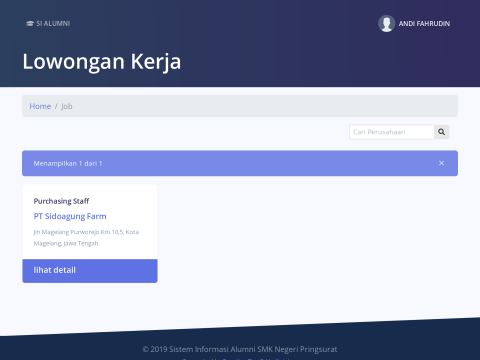 SI ALUMNI
ANDI FAHRUDIN
Lowongan Kerja
Home / Job
Cari Perusahaan
Menampilkan 1 dari 1
×
Purchasing Staff
PT Sidoagung Farm
Jln Magelang Purworejo Km 10,5, Kota
Magelang, Jawa Tengah
lihat detail
© 2019 Sistem Informasi Alumni SMK Negeri Pringsurat